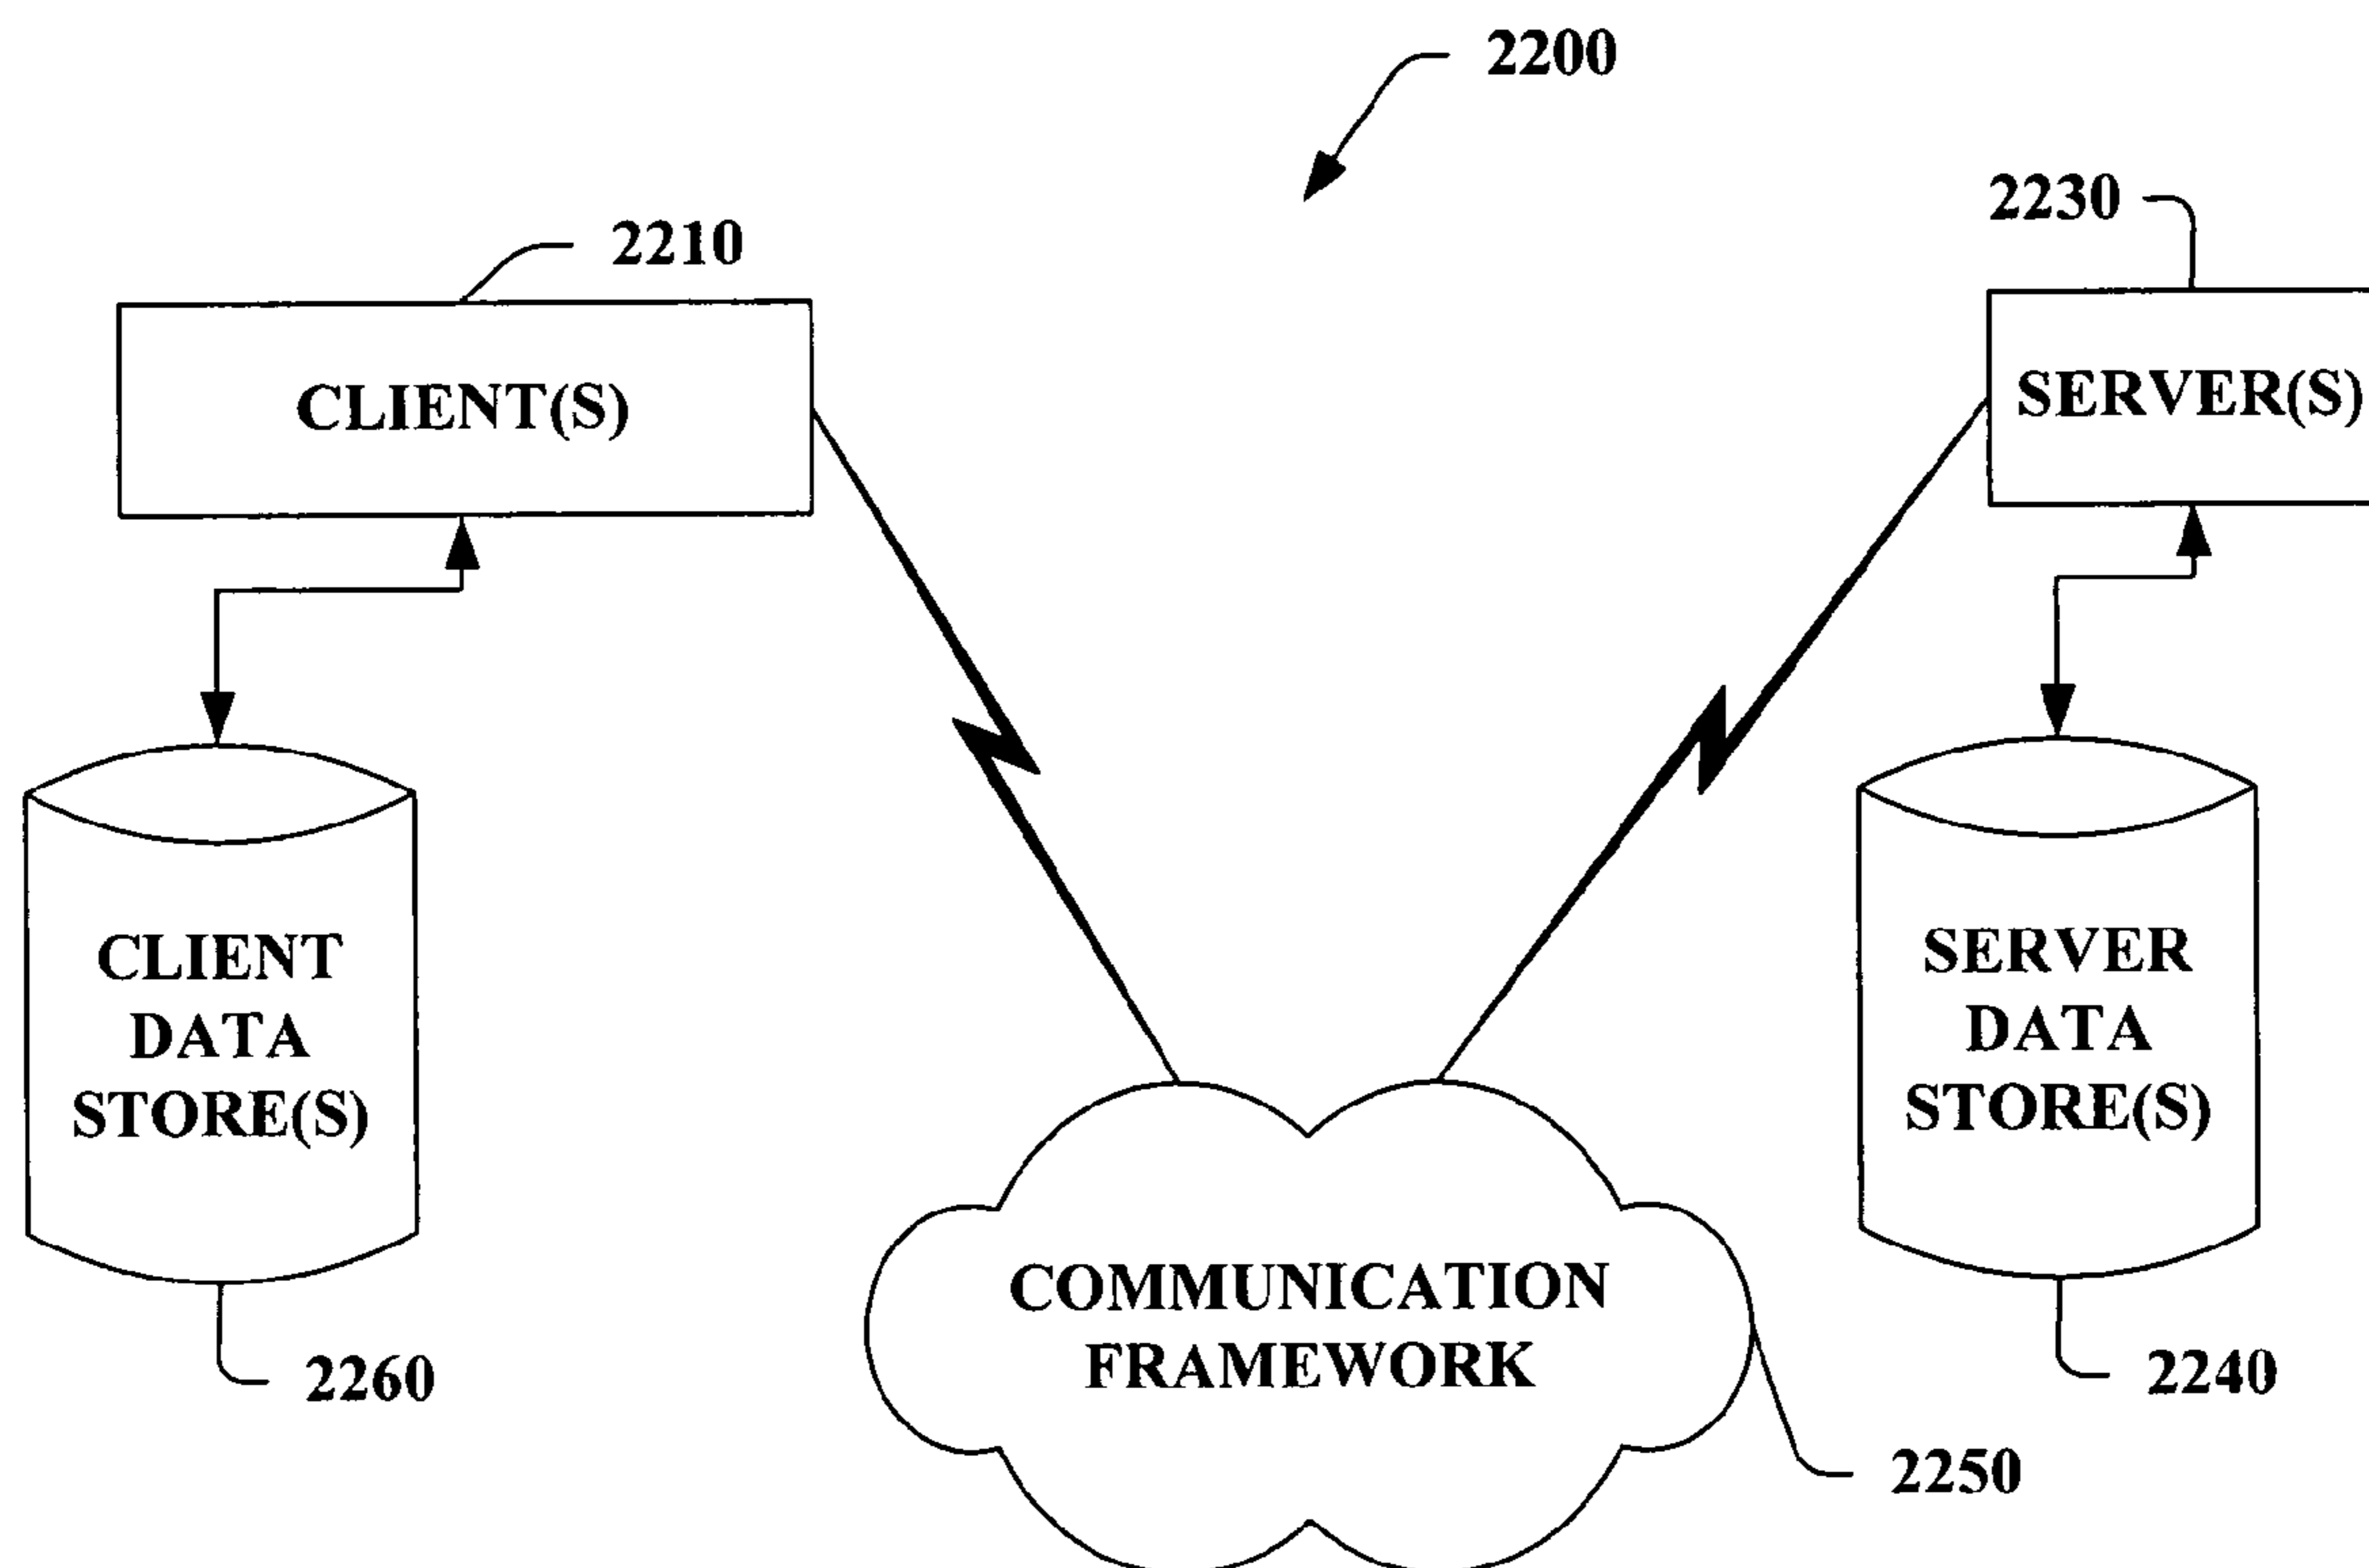 2200
2230
2210
CLIENT(S)
SERVER(S)
CLIENT
DATA
STORE(S)
SERVER
DATA
STORE(S)
COMMUNICATION
FRAMEWORK
2260
2240
2250